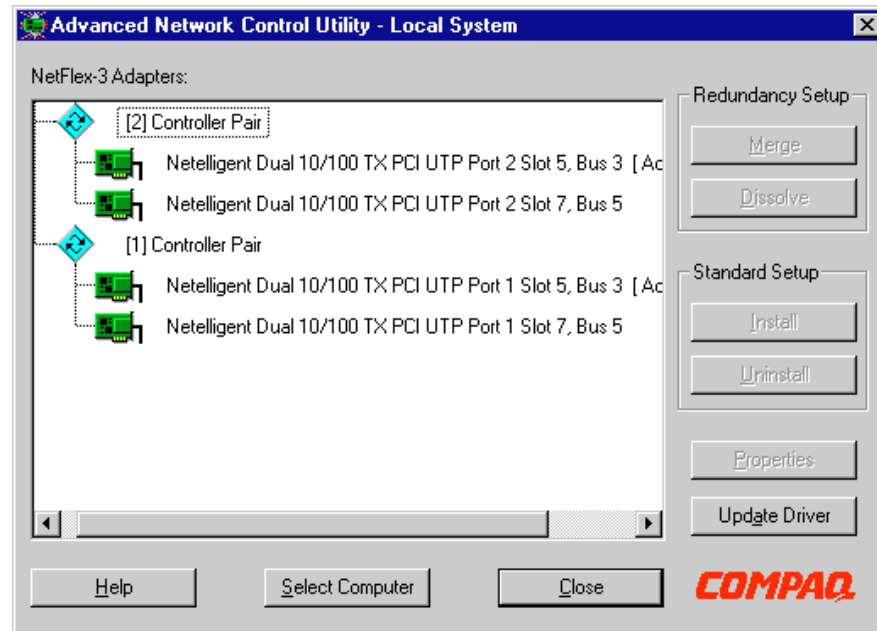 Advanced Network Control Utility - Local System
NetFlex-3 Adapters:
[2] Controller Pair
Netelligent Dual 10/100 TX PCI UTP Port 2 Slot 5, Bus 3 [ Ac
Netelligent Dual 10/100 TX PCI UTP Port 2 Slot 7, Bus 5
[1] Controller Pair
Netelligent Dual 10/100 TX PCI UTP Port 1 Slot 5, Bus 3 [ Ac
Netelligent Dual 10/100 TX PCI UTP Port 1 Slot 7, Bus 5
Redundancy Setup
Merge
Dissolve
Standard Setup
Install
Uninstall
Properties
Update Driver
Help
Select Computer
Close
COMPAQ